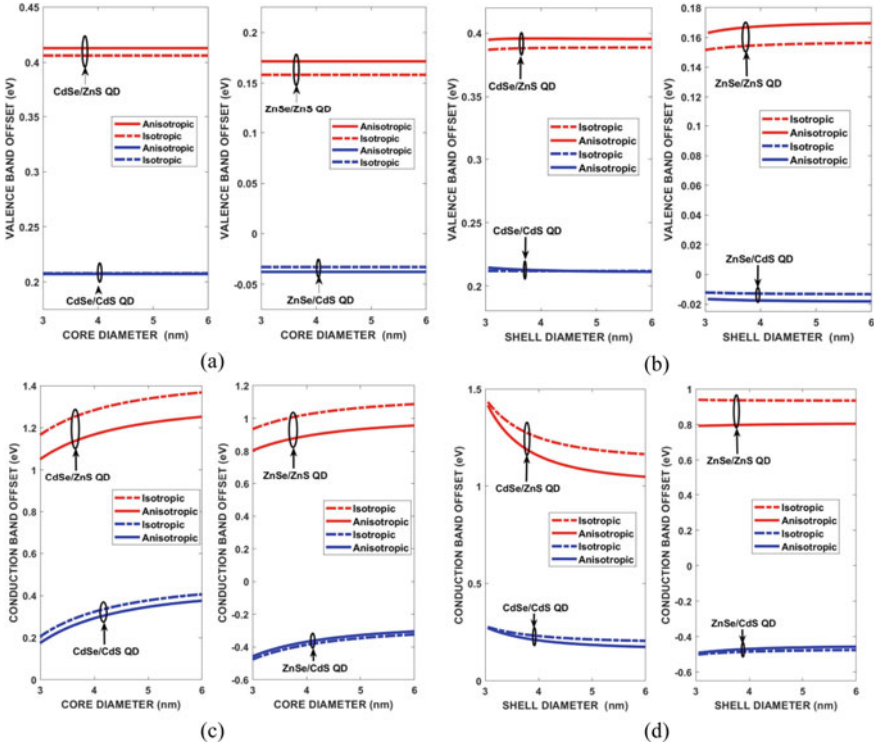 0.45
0.4
0.35
0.3
0.25
0.2
VALENCE BAND OFFSET (eV)
CdSe/ZnS QD
Anisotropic
Isotropic
Anisotropic
Isotropic
CdSe/CdS QD
3 4 5 6
CORE DIAMETER (nm)
0.2
0.15
0.1
0.05
0
-0.05
VALENCE BAND OFFSET (eV)
ZnSe/ZnS QD
Anisotropic
Isotropic
Anisotropic
Isotropic
ZnSe/CdS QD
3 4 5 6
CORE DIAMETER (nm)
(a)
0.4
0.3
0.2
VALENCE BAND OFFSET (eV)
CdSe/ZnS QD
Isotropic
Anisotropic
Isotropic
Anisotropic
CdSe/CdS QD
3 4 5 6
SHELL DIAMETER (nm)
0.18
0.16
0.14
0.12
0.1
0.08
0.06
0.04
0.02
0
-0.02
VALENCE BAND OFFSET (eV)
ZnSe/ZnS QD
Isotropic
Anisotropic
Isotropic
Anisotropic
ZnSe/CdS QD
3 4 5 6
SHELL DIAMETER (nm)
(b)
1.4
1.2
1
0.8
0.6
0.4
0.2
0
CONDUCTION BAND OFFSET (eV)
CdSe/ZnS QD
Isotropic
Anisotropic
Isotropic
Anisotropic
CdSe/CdS QD
3 4 5 6
CORE DIAMETER (nm)
1.2
1
0.8
0.6
0.4
0.2
0
-0.2
-0.4
-0.6
CONDUCTION BAND OFFSET (eV)
ZnSe/ZnS QD
Isotropic
Anisotropic
Isotropic
Anisotropic
ZnSe/CdS QD
3 4 5 6
CORE DIAMETER (nm)
(c)
1.5
1
0.5
0
CONDUCTION BAND OFFSET (eV)
CdSe/ZnS QD
Isotropic
Anisotropic
Isotropic
Anisotropic
CdSe/CdS QD
3 4 5 6
SHELL DIAMETER (nm)
1
0.8
0.6
0.4
0.2
0
-0.2
-0.4
-0.6
CONDUCTION BAND OFFSET (eV)
ZnSe/ZnS QD
Isotropic
Anisotropic
Isotropic
Anisotropic
ZnSe/CdS QD
3 4 5 6
SHELL DIAMETER (nm)
(d)